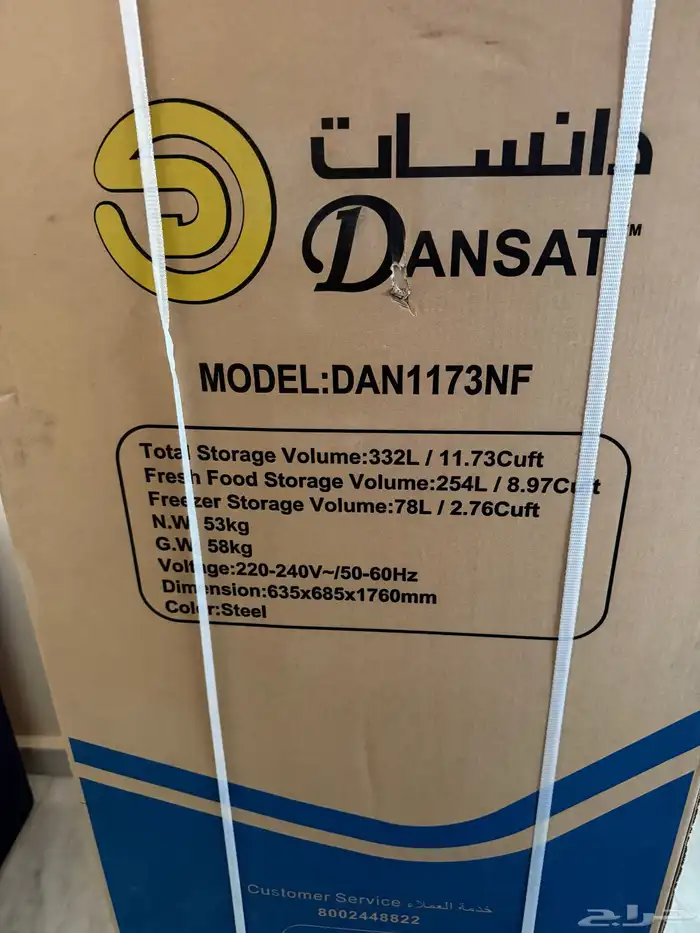 دانسات
DANSAT™
MODEL:DAN1173NF
Total Storage Volume:332L / 11.73Cuft
Fresh Food Storage Volume:254L / 8.97Cuft
Freezer Storage Volume:78L / 2.76Cuft
N.W: 53kg
G.W: 58kg
Voltage:220-240V~/50-60Hz
Dimension:635x685x1760mm
Color:Steel
Customer Service خدمة العملاء
8002448822
حراج